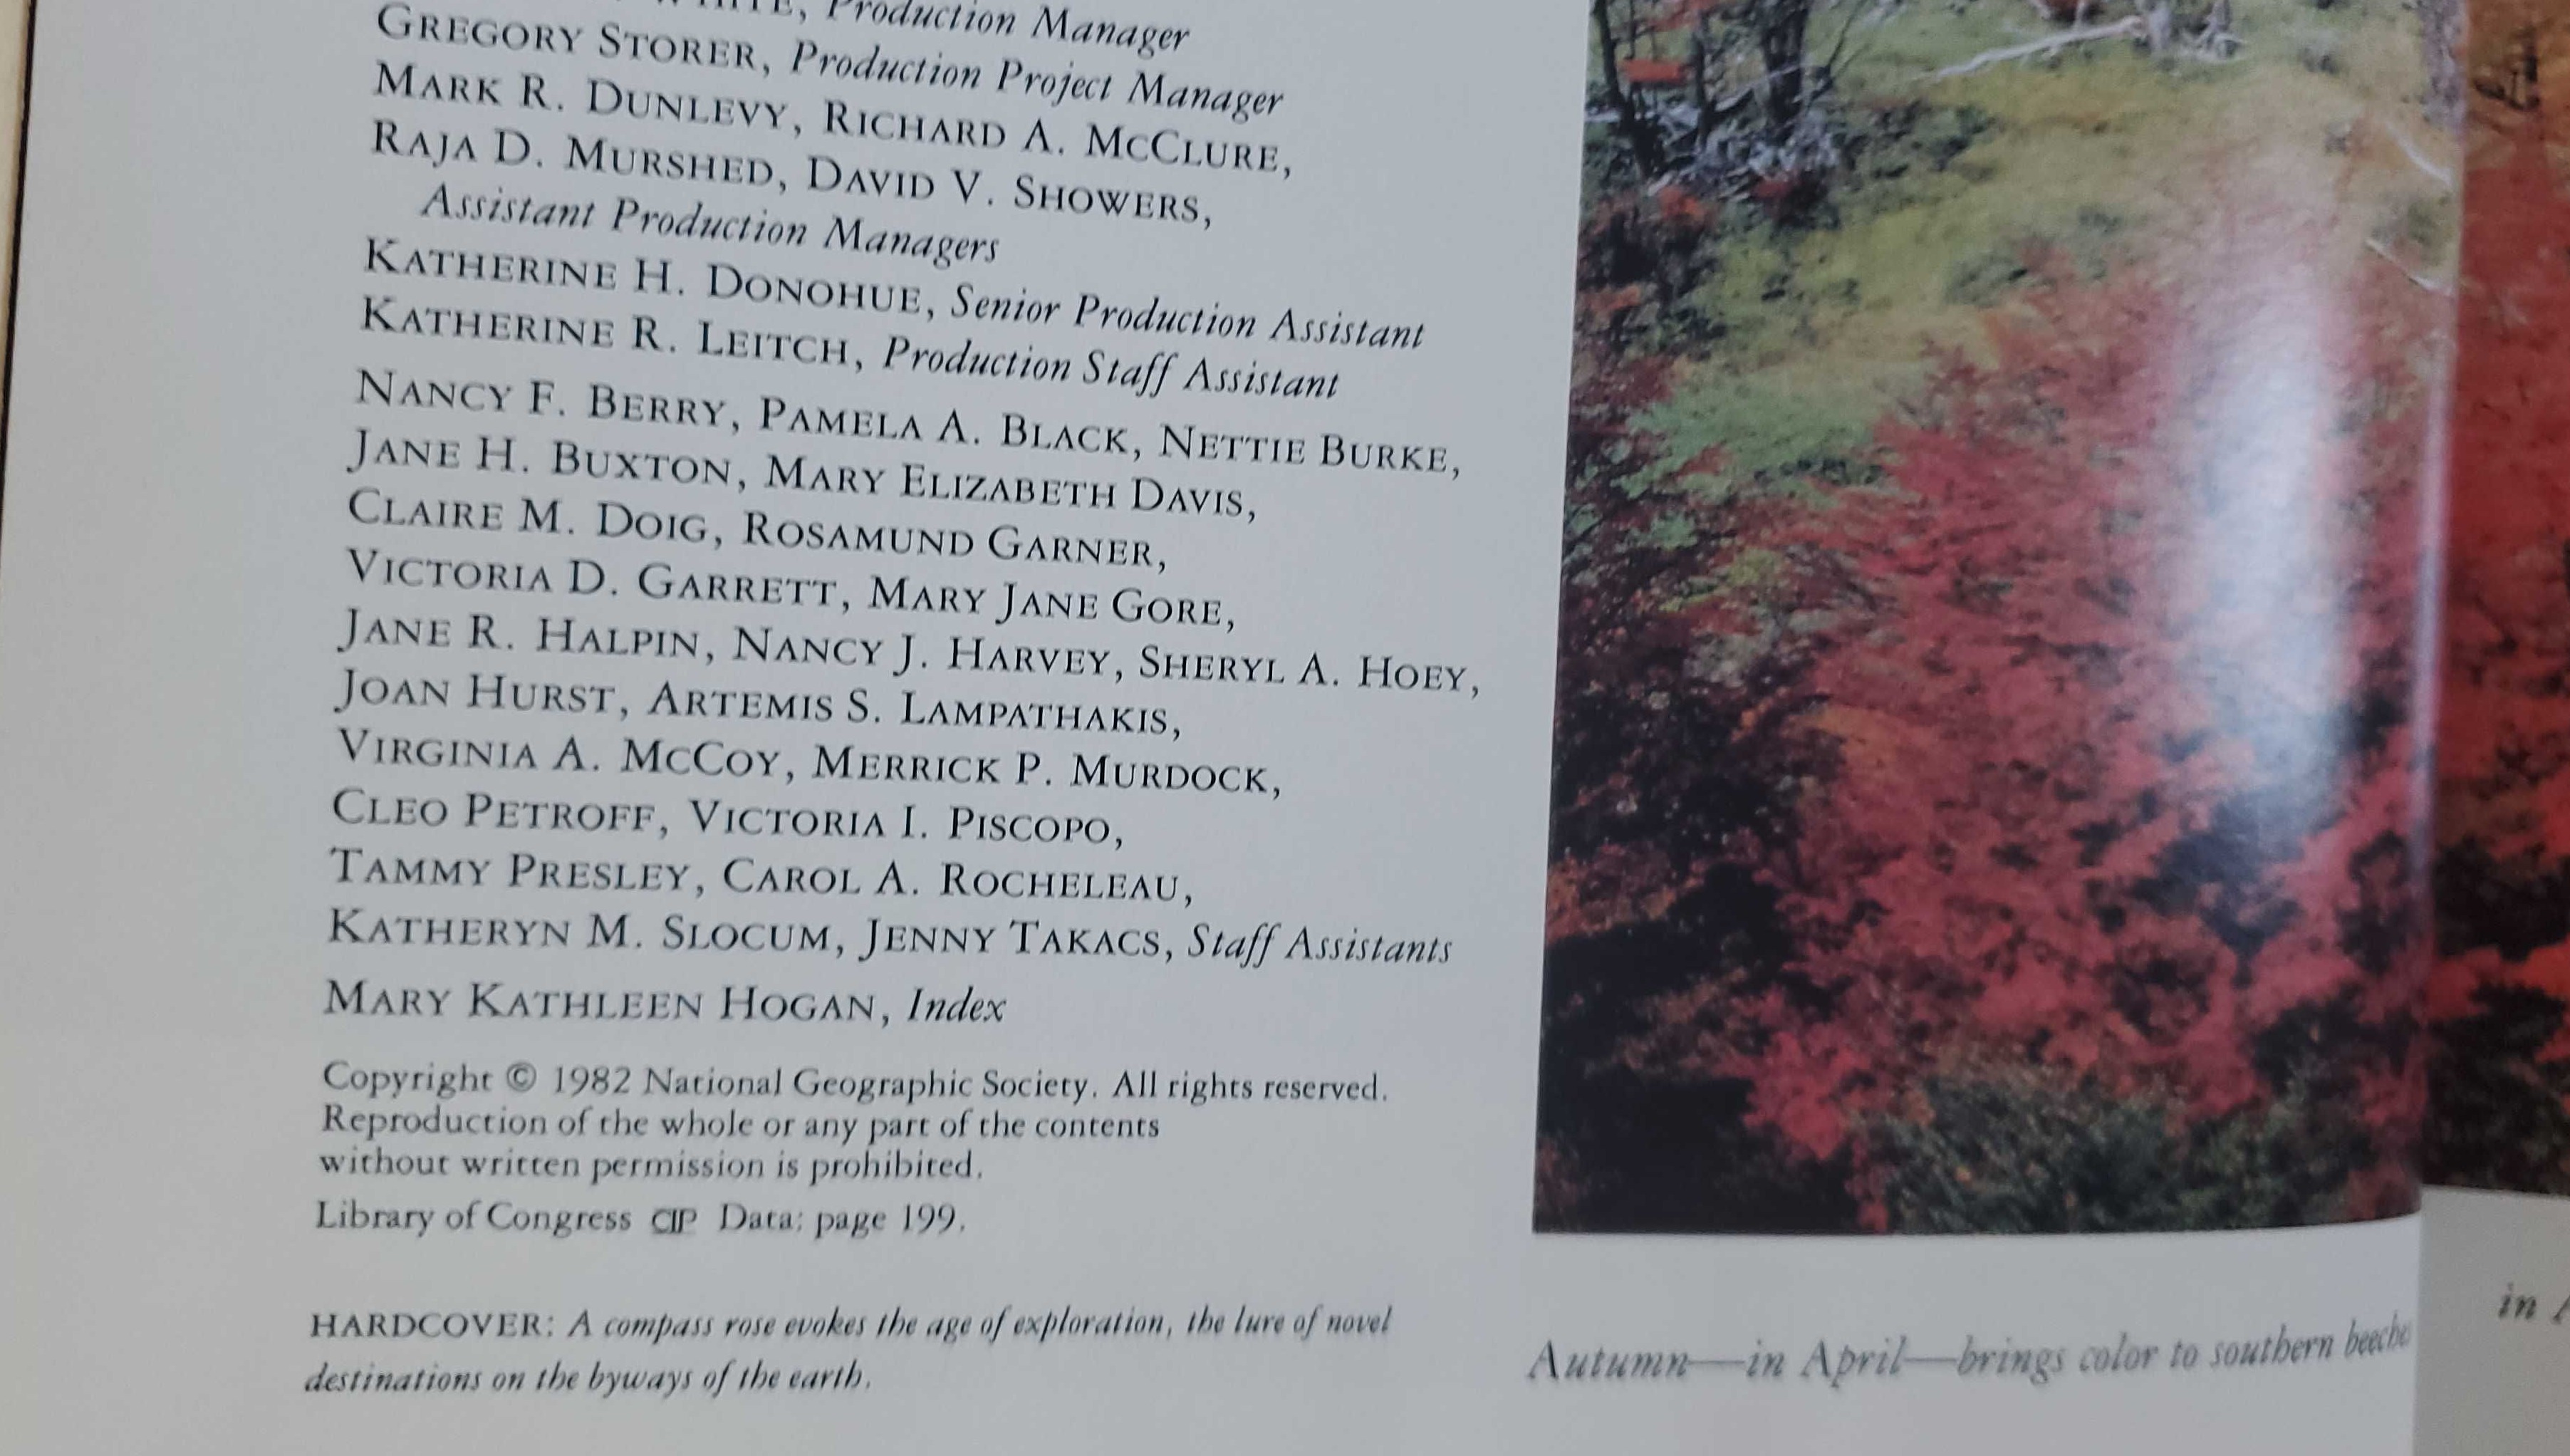 Production Manager
GREGORY STORER, Production Project Manager
MARK R. DUNLEVY, RICHARD A. MCCLURE,
RAJA D. MURSHED, DAVID V. SHOWERS,
Assistant Production Managers
KATHERINE H. DONOHUE, Senior Production Assistant
KATHERINE R. LEITCH, Production Staff Assistant
NANCY F. BERRY, PAMELA A. BLACK, NETTIE BURKE,
JANE H. BUXTON, MARY ELIZABETH DAVIS,
CLAIRE M. DOIG, ROSAMUND GARNER,
VICTORIA D. GARRETT, MARY JANE GORE,
JANE R. HALPIN, NANCY J. HARVEY, SHERYL A. HOEY,
JOAN HURST, ARTEMIS S. LAMPATHAKIS,
VIRGINIA A. MCCOY, MERRICK P. MURDOCK,
CLEO PETROFF, VICTORIA I. PISCOPO,
TAMMY PRESLEY, CAROL A. ROCHELEAU,
KATHERYN M. SLOCUM, JENNY TAKACS, Staff Assistants
MARY KATHLEEN HOGAN, Index
Copyright © 1982 National Geographic Society. All rights reserved.
Reproduction of the whole or any part of the contents
without written permission is prohibited.
Library of Congress CIP Data: page 199.
HARDCOVER: A compass rose evokes the age of exploration, the lure of novel
destinations on the byways of the earth.
Autumn—in April—brings color to southern
in